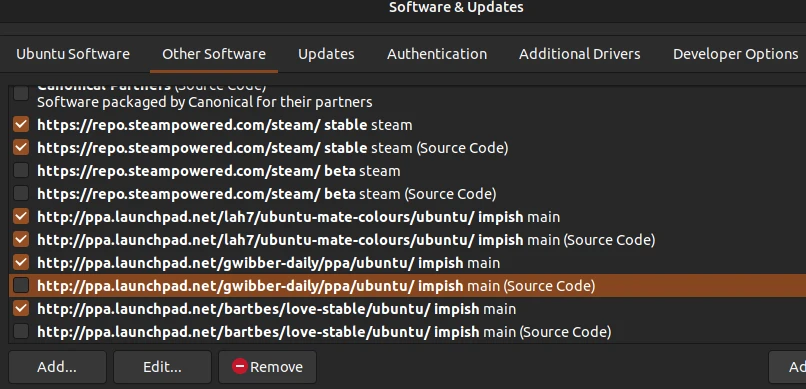 Software & Updates
Ubuntu Software Other Software Updates Authentication Additional Drivers Developer Options
Canonical Partners (Source Code)
Software packaged by Canonical for their partners
https://repo.steampowered.com/steam/ stable steam
https://repo.steampowered.com/steam/ stable steam (Source Code)
https://repo.steampowered.com/steam/ beta steam
https://repo.steampowered.com/steam/ beta steam (Source Code)
http://ppa.launchpad.net/lah7/ubuntu-mate-colours/ubuntu/ impish main
http://ppa.launchpad.net/lah7/ubuntu-mate-colours/ubuntu/ impish main (Source Code)
http://ppa.launchpad.net/gwibber-daily/ppa/ubuntu/ impish main
http://ppa.launchpad.net/gwibber-daily/ppa/ubuntu/ impish main (Source Code)
http://ppa.launchpad.net/bartbes/love-stable/ubuntu/ impish main
http://ppa.launchpad.net/bartbes/love-stable/ubuntu/ impish main (Source Code)
Add... Edit... Remove Ad